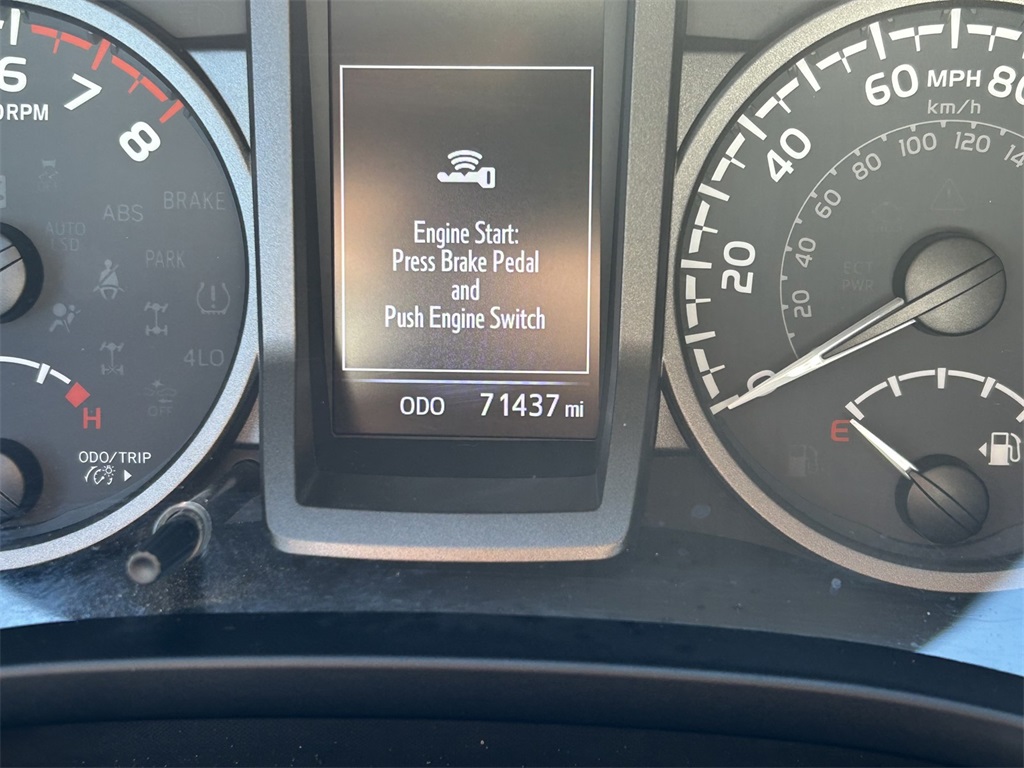 6
7
8
RPM
BRAKE
ABS
AUTO
LSD
PARK
4LO
OFF
H
ODO/TRIP
Engine Start:
Press Brake Pedal
and
Push Engine Switch
ODO 71437 mi
0
20
40
60
MPH
80
km/h
20
40
60
80
100
120
ECT
PWR
E